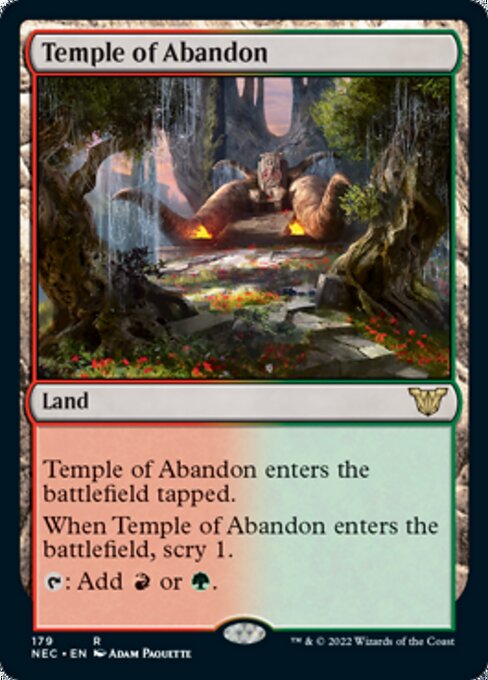 Temple of Abandon
Land
Temple of Abandon enters the
battlefield tapped.
When Temple of Abandon enters the
battlefield, scry 1.
: Add or .
179 R
NEC • EN Adam Paquette
™ & © 2022 Wizards of the Coast